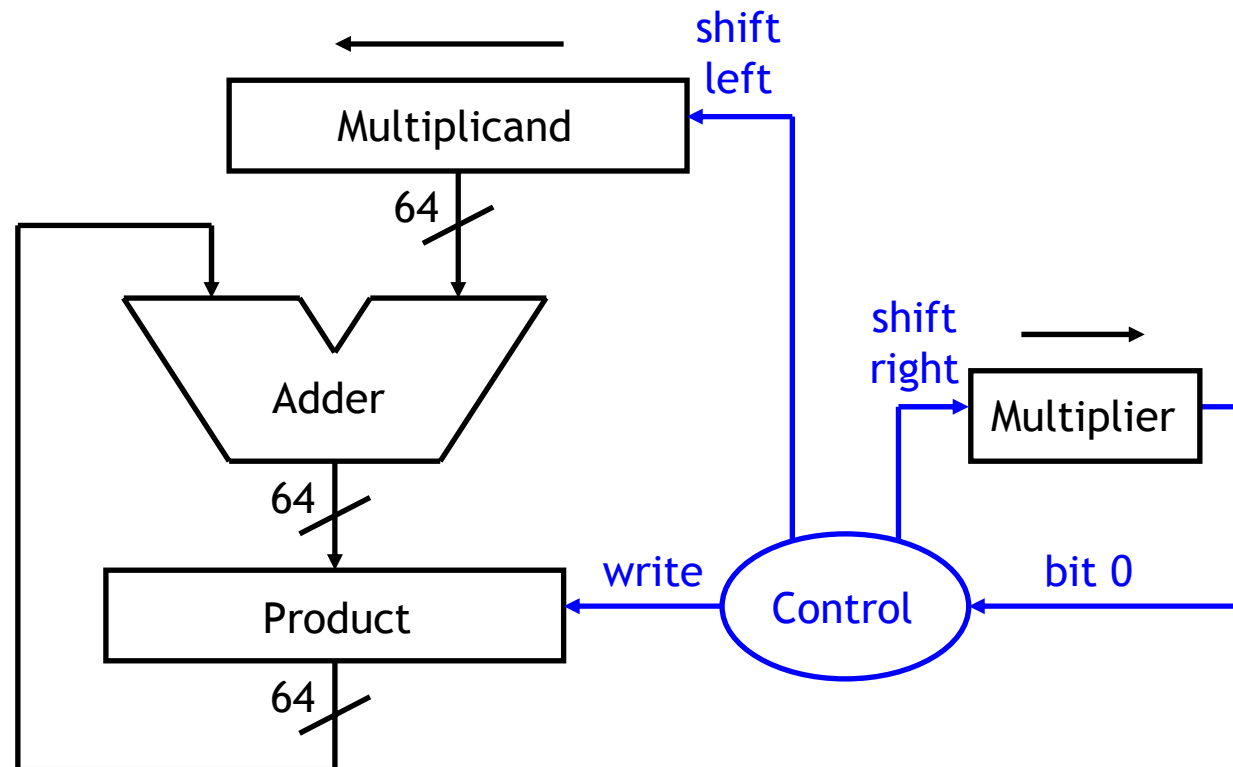 shift
left
Multiplicand
64
shift
right
Adder
Multiplier
64
write
bit 0
Control
Product
64